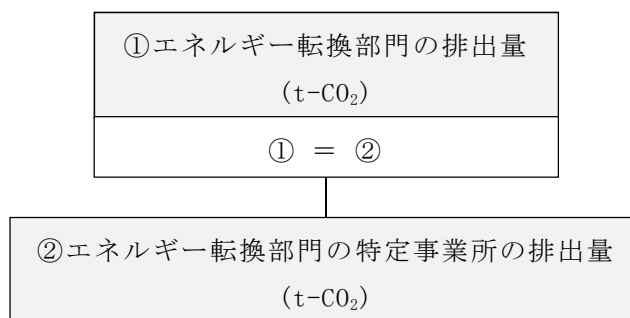 ①エネルギー転換部門の排出量
(t-CO₂)
① = ②
②エネルギー転換部門の特定事業所の排出量
(t-CO₂)